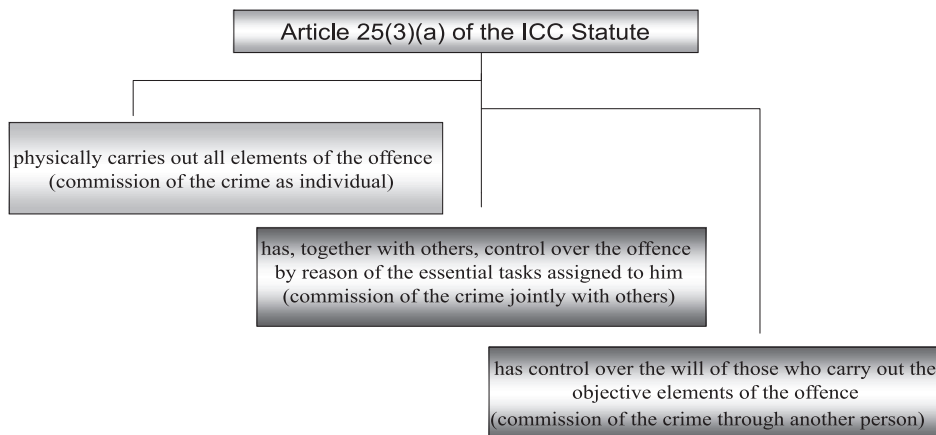 Article 25(3)(a) of the ICC Statute
physically carries out all elements of the offence
(commission of the crime as individual)
has, together with others, control over the offence
by reason of the essential tasks assigned to him
(commission of the crime jointly with others)
has control over the will of those who carry out the
objective elements of the offence
(commission of the crime through another person)